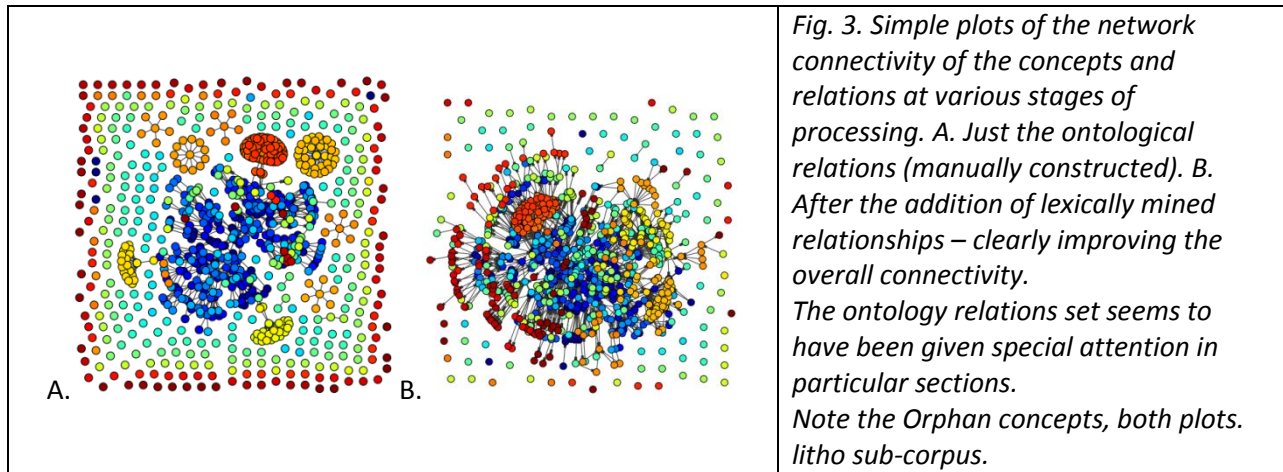 A.
B.
Fig. 3. Simple plots of the network
connectivity of the concepts and
relations at various stages of
processing. A. Just the ontological
relations (manually constructed). B.
After the addition of lexically mined
relationships – clearly improving the
overall connectivity.
The ontology relations set seems to
have been given special attention in
particular sections.
Note the Orphan concepts, both plots.
litho sub-corpus.